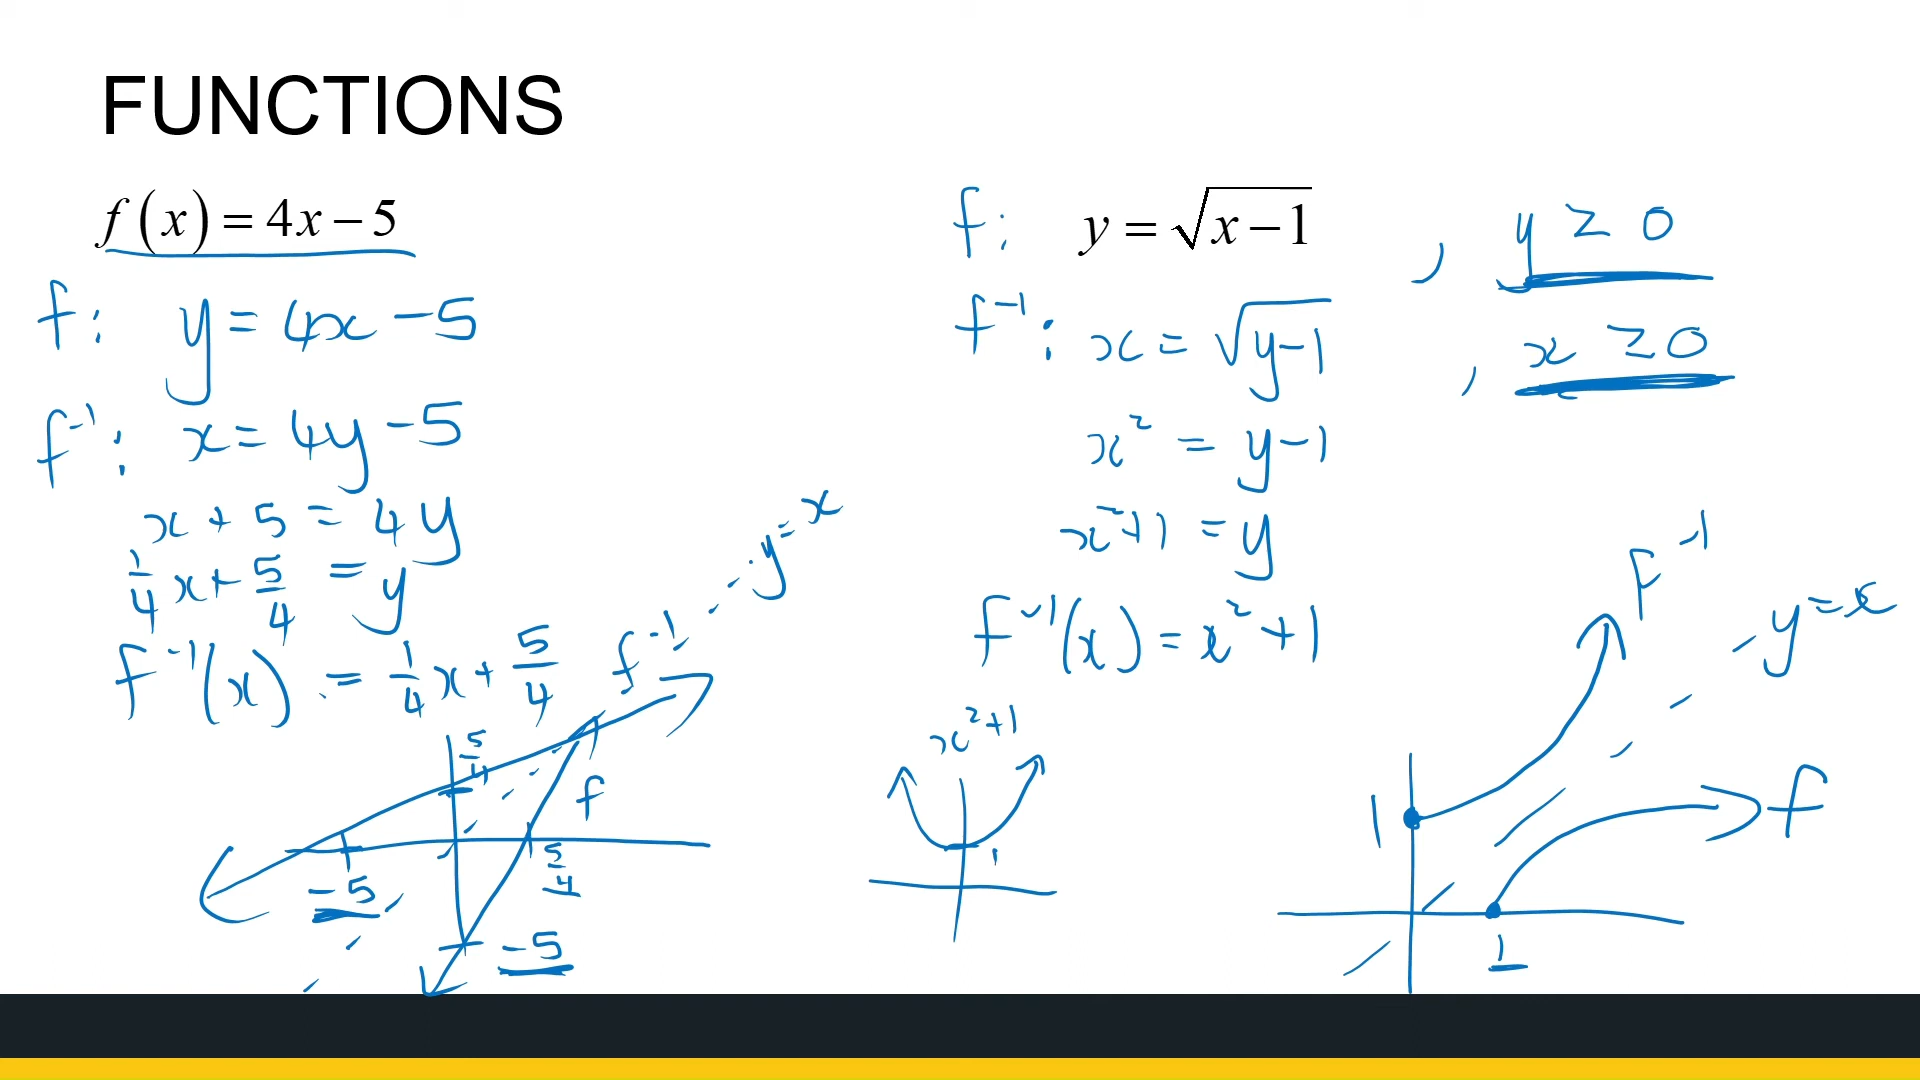 FUNCTIONS
f(x) = 4x − 5
f: y = 4x − 5
f⁻¹: x = 4y − 5
x + 5 = 4y
1/4 x + 5/4 = y
f⁻¹(x) = 1/4 x + 5/4
f⁻¹
y = x
5/4
f
5/4
−5
−5
f: y = √(x − 1) , y ≥ 0
f⁻¹: x = √(y − 1) , x ≥ 0
x² = y − 1
x² + 1 = y
f⁻¹(x) = x² + 1
x² + 1
1
f⁻¹
y = x
1
f
1